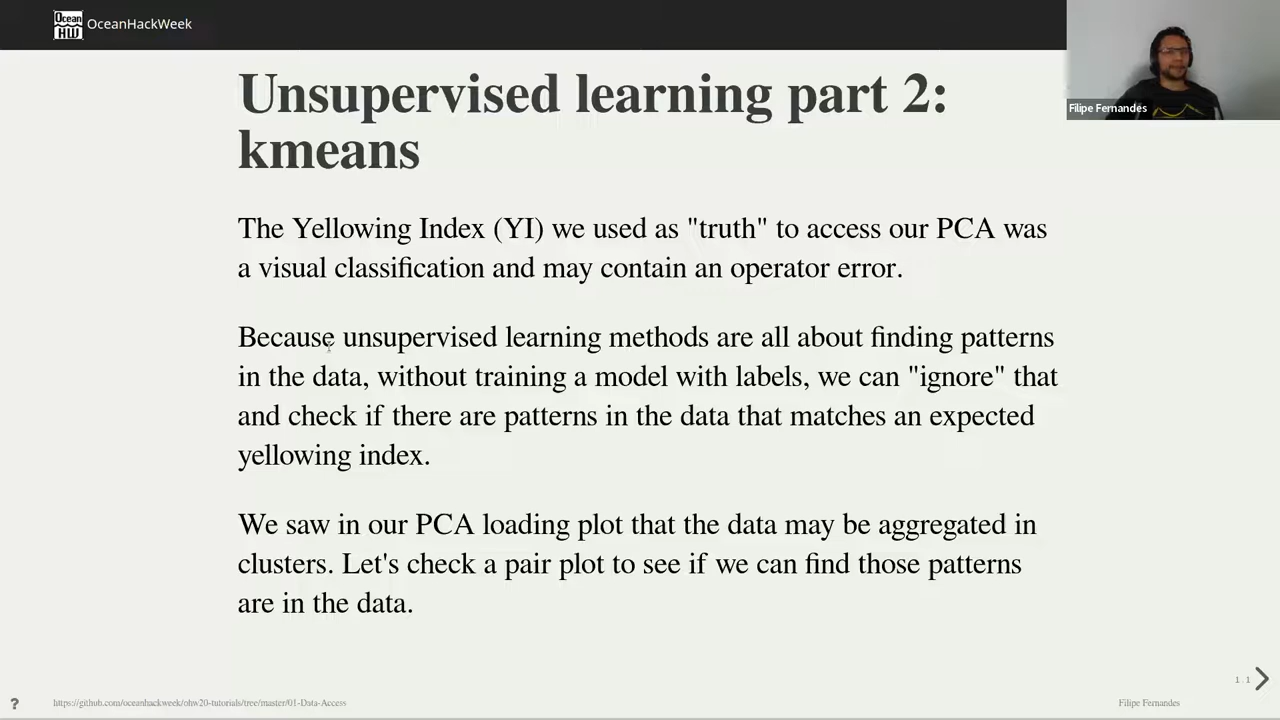 Ocean
HW
OceanHackWeek
Filipe Fernandes
Unsupervised learning part 2:
kmeans
The Yellowing Index (YI) we used as "truth" to access our PCA was
a visual classification and may contain an operator error.
Because unsupervised learning methods are all about finding patterns
in the data, without training a model with labels, we can "ignore" that
and check if there are patterns in the data that matches an expected
yellowing index.
We saw in our PCA loading plot that the data may be aggregated in
clusters. Let's check a pair plot to see if we can find those patterns
are in the data.
1.1
?
https://github.com/oceanhackweek/ohw20-tutorials/tree/master/01-Data-Access
Filipe Fernandes